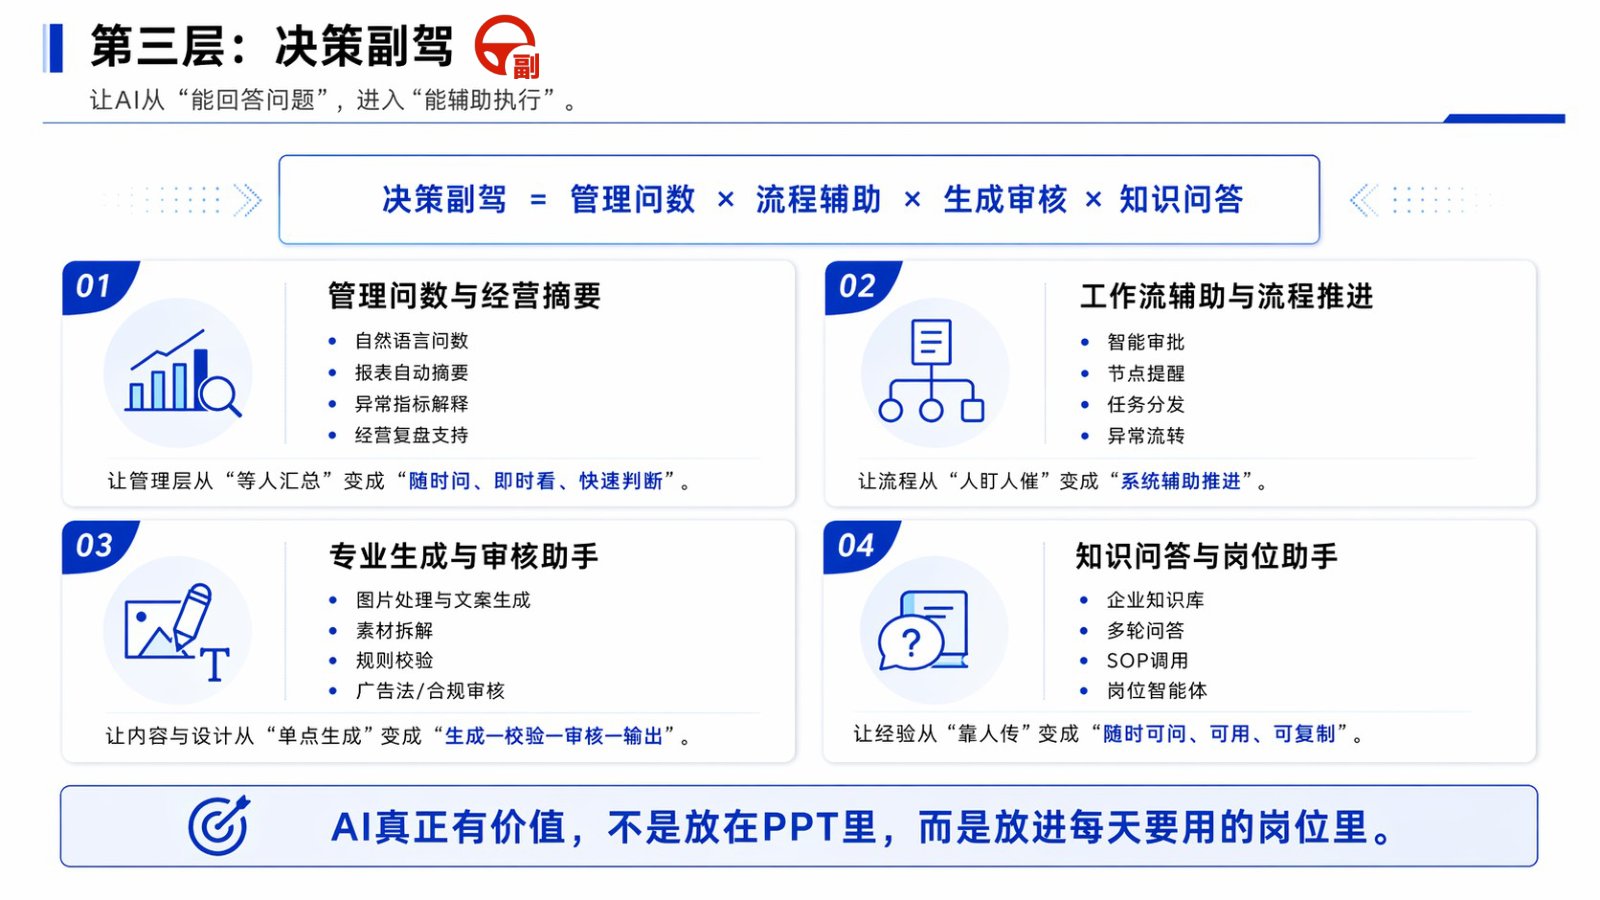 第三层：决策副驾
副
让AI从“能回答问题”，进入“能辅助执行”。
决策副驾 = 管理问数 × 流程辅助 × 生成审核 × 知识问答
01
管理问数与经营摘要
• 自然语言问数
• 报表自动摘要
• 异常指标解释
• 经营复盘支持
让管理层从“等人汇总”变成“随时问、即时看、快速判断”。
02
工作流辅助与流程推进
• 智能审批
• 节点提醒
• 任务分发
• 异常流转
让流程从“人盯人催”变成“系统辅助推进”。
03
T
专业生成与审核助手
• 图片处理与文案生成
• 素材拆解
• 规则校验
• 广告法/合规审核
让内容与设计从“单点生成”变成“生成—校验—审核—输出”。
04
?
知识问答与岗位助手
• 企业知识库
• 多轮问答
• SOP调用
• 岗位智能体
让经验从“靠人传”变成“随时可问、可用、可复制”。
AI真正有价值，不是放在PPT里，而是放进每天要用的岗位里。